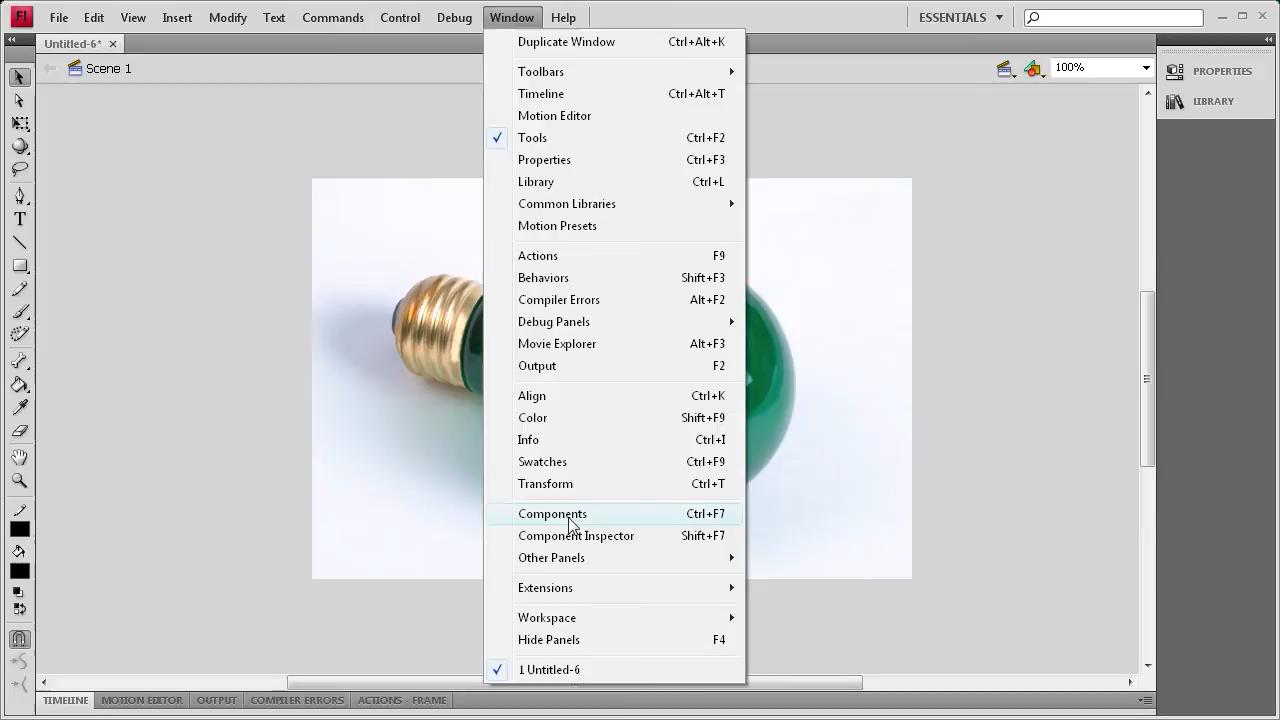 Fl File Edit View Insert Modify Text Commands Control Debug Window Help ESSENTIALS
Untitled-6*
Scene 1 100%
PROPERTIES
LIBRARY
Duplicate Window Ctrl+Alt+K
Toolbars
Timeline Ctrl+Alt+T
Motion Editor
Tools Ctrl+F2
Properties Ctrl+F3
Library Ctrl+L
Common Libraries
Motion Presets
Actions F9
Behaviors Shift+F3
Compiler Errors Alt+F2
Debug Panels
Movie Explorer Alt+F3
Output F2
Align Ctrl+K
Color Shift+F9
Info Ctrl+I
Swatches Ctrl+F9
Transform Ctrl+T
Components Ctrl+F7
Component Inspector Shift+F7
Other Panels
Extensions
Workspace
Hide Panels F4
1 Untitled-6
TIMELINE MOTION EDITOR OUTPUT COMPILER ERRORS ACTIONS - FRAME